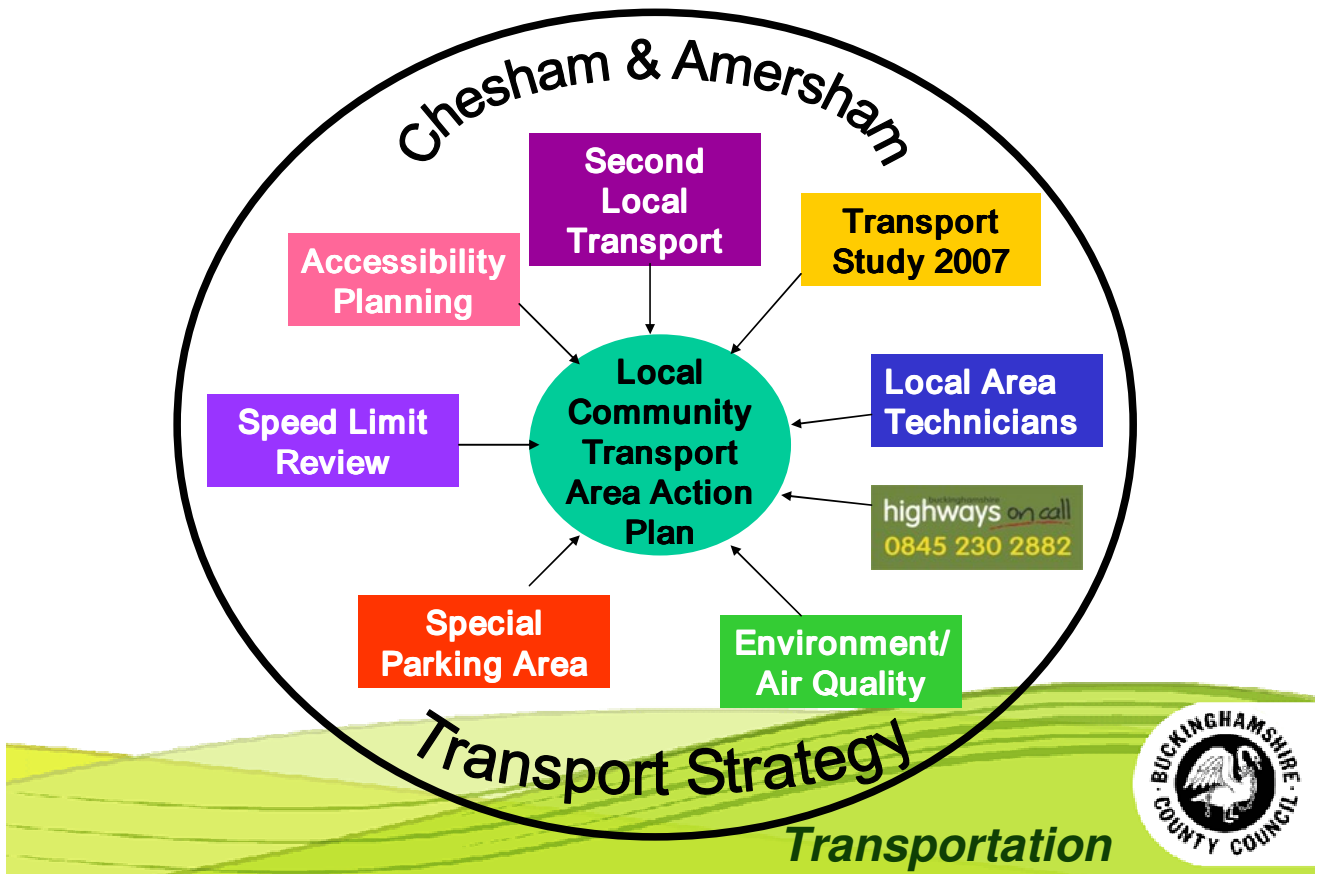 Chesham & Amersham
Second
Local
Transport
Transport
Study 2007
Accessibility
Planning
Local
Community
Transport
Area Action
Plan
Local Area
Technicians
Speed Limit
Review
buckinghamshire
highways on call
0845 230 2882
Special
Parking Area
Environment/
Air Quality
Transport Strategy
Transportation
BUCKINGHAMSHIRE
COUNTY COUNCIL